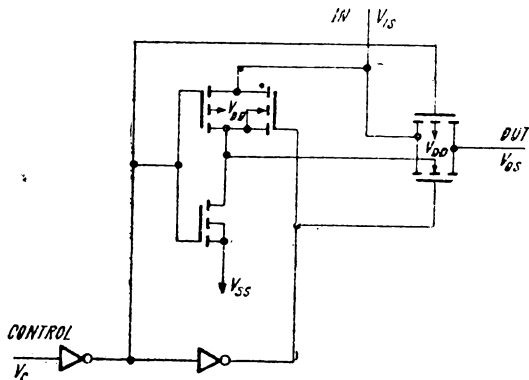 IN V_IS
V_DD
OUT
V_DD
V_OS
V_SS
CONTROL
V_C